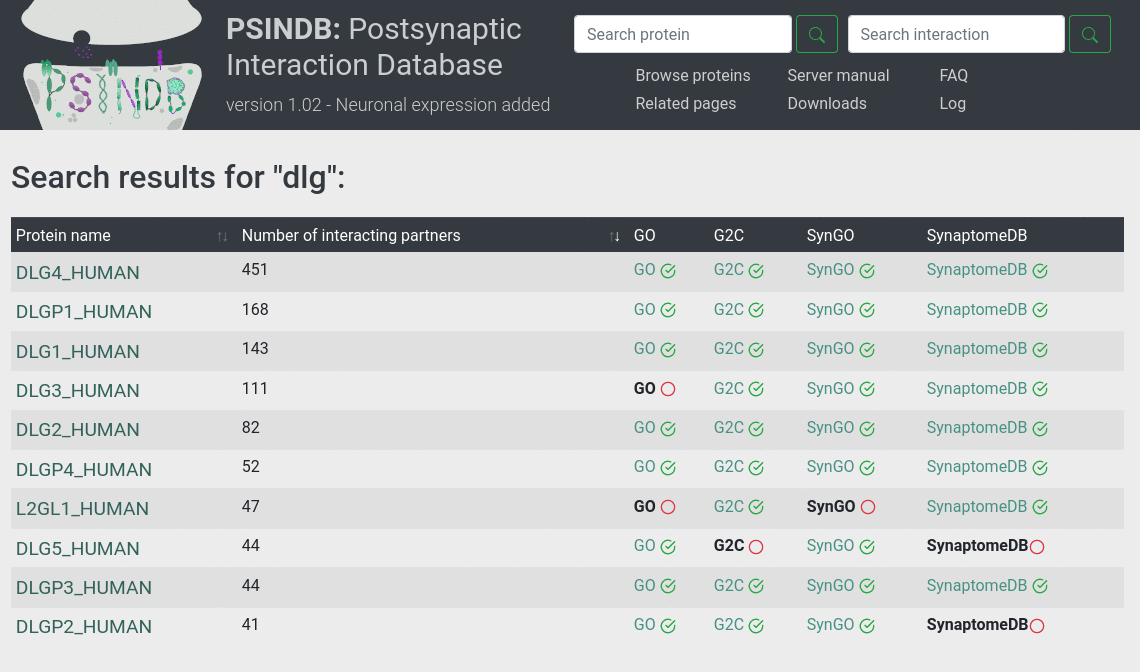 PSINDB
PSINDB: Postsynaptic
Interaction Database
version 1.02 - Neuronal expression added
Search protein
Search interaction
Browse proteins Server manual FAQ
Related pages Downloads Log
Search results for "dlg":
Protein name ↑↓ Number of interacting partners ↑↓ GO G2C SynGO SynaptomeDB
DLG4_HUMAN 451 GO G2C SynGO SynaptomeDB
DLGP1_HUMAN 168 GO G2C SynGO SynaptomeDB
DLG1_HUMAN 143 GO G2C SynGO SynaptomeDB
DLG3_HUMAN 111 GO G2C SynGO SynaptomeDB
DLG2_HUMAN 82 GO G2C SynGO SynaptomeDB
DLGP4_HUMAN 52 GO G2C SynGO SynaptomeDB
L2GL1_HUMAN 47 GO G2C SynGO SynaptomeDB
DLG5_HUMAN 44 GO G2C SynGO SynaptomeDB
DLGP3_HUMAN 44 GO G2C SynGO SynaptomeDB
DLGP2_HUMAN 41 GO G2C SynGO SynaptomeDB